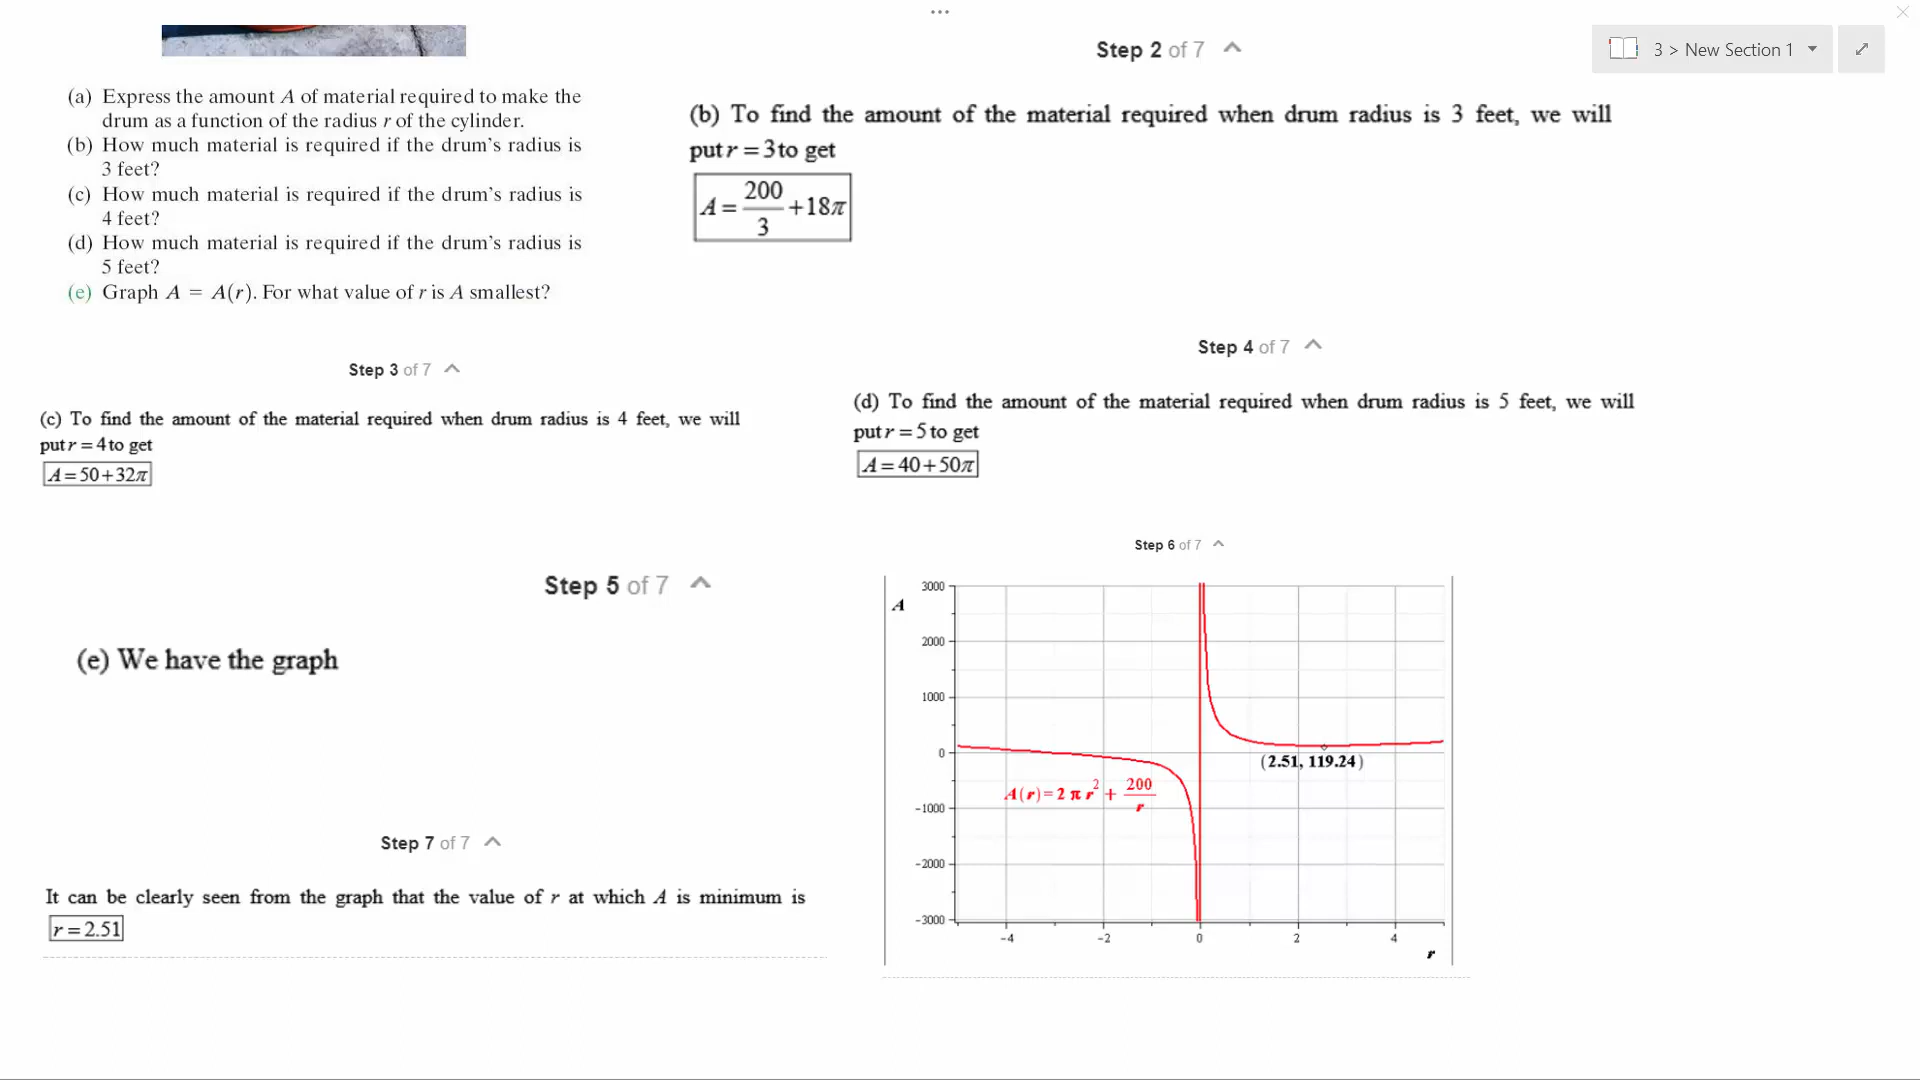 ...
Step 2 of 7
3 > New Section 1
(a) Express the amount A of material required to make the
drum as a function of the radius r of the cylinder.
(b) How much material is required if the drum's radius is
3 feet?
(c) How much material is required if the drum's radius is
4 feet?
(d) How much material is required if the drum's radius is
5 feet?
(e) Graph A = A(r). For what value of r is A smallest?
(b) To find the amount of the material required when drum radius is 3 feet, we will
put r = 3 to get
A = 200/3 + 18π
Step 3 of 7
(c) To find the amount of the material required when drum radius is 4 feet, we will
put r = 4 to get
A = 50 + 32π
Step 4 of 7
(d) To find the amount of the material required when drum radius is 5 feet, we will
put r = 5 to get
A = 40 + 50π
Step 5 of 7
(e) We have the graph
Step 6 of 7
A
3000
2000
1000
0
-1000
-2000
-3000
(2.51, 119.24)
A(r) = 2 π r² + 200/r
-4 -2 0 2 4
r
Step 7 of 7
It can be clearly seen from the graph that the value of r at which A is minimum is
r = 2.51